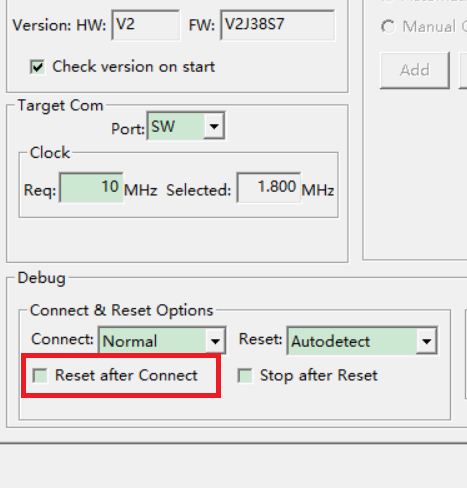 Version: HW: V2 FW: V2J38S7
Check version on start
Manual
Add
Target Com
Port: SW
Clock
Req: 10 MHz Selected: 1.800 MHz
Debug
Connect & Reset Options
Connect: Normal Reset: Autodetect
Reset after Connect Stop after Reset